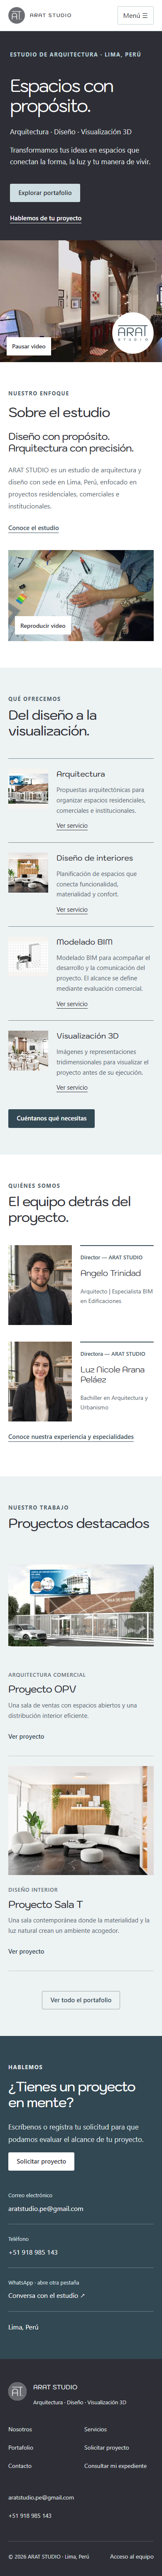 AT
ARAT STUDIO
Menú
ESTUDIO DE ARQUITECTURA · LIMA, PERÚ
Espacios con
propósito.
Arquitectura · Diseño · Visualización 3D
Transformamos tus ideas en espacios que
conectan la forma, la luz y tu manera de vivir.
Explorar portafolio
Hablemos de tu proyecto
ARAT
STUDIO
Pausar video
NUESTRO ENFOQUE
Sobre el estudio
Diseño con propósito.
Arquitectura con precisión.
ARAT STUDIO es un estudio de arquitectura y
diseño con sede en Lima, Perú, enfocado en
proyectos residenciales, comerciales e
institucionales.
Conoce el estudio
Reproducir video
QUÉ OFRECEMOS
Del diseño a la
visualización.
Arquitectura
Propuestas arquitectónicas para
organizar espacios residenciales,
comerciales e institucionales.
Ver servicio
Diseño de interiores
Planificación de espacios que
conecta funcionalidad,
materialidad y confort.
Ver servicio
Modelado BIM
Modelado BIM para acompañar el
desarrollo y la comunicación del
proyecto. El alcance se define
mediante evaluación comercial.
Ver servicio
Visualización 3D
Imágenes y representaciones
tridimensionales para visualizar el
proyecto antes de su ejecución.
Ver servicio
Cuéntanos qué necesitas
QUIÉNES SOMOS
El equipo detrás del
proyecto.
Director — ARAT STUDIO
Angelo Trinidad
Arquitecto | Especialista BIM
en Edificaciones
Directora — ARAT STUDIO
Luz Nicole Arana
Peláez
Bachiller en Arquitectura y
Urbanismo
Conoce nuestra experiencia y especialidades
NUESTRO TRABAJO
Proyectos destacados
ARQUITECTURA COMERCIAL
Proyecto OPV
Una sala de ventas con espacios abiertos y una
distribución interior eficiente.
Ver proyecto
DISEÑO INTERIOR
Proyecto Sala T
Una sala contemporánea donde la materialidad y la
luz natural crean un ambiente acogedor.
Ver proyecto
Ver todo el portafolio
HABLEMOS
¿Tienes un proyecto
en mente?
Escríbenos o registra tu solicitud para que
podamos evaluar el alcance de tu proyecto.
Solicitar proyecto
Correo electrónico
aratstudio.pe@gmail.com
Teléfono
+51 918 985 143
WhatsApp · abre otra pestaña
Conversa con el estudio ↗
Lima, Perú
AT
ARAT STUDIO
Arquitectura · Diseño · Visualización 3D
Nosotros
Servicios
Portafolio
Solicitar proyecto
Contacto
Consultar mi expediente
aratstudio.pe@gmail.com
+51 918 985 143
© 2026 ARAT STUDIO · Lima, Perú
Acceso al equipo